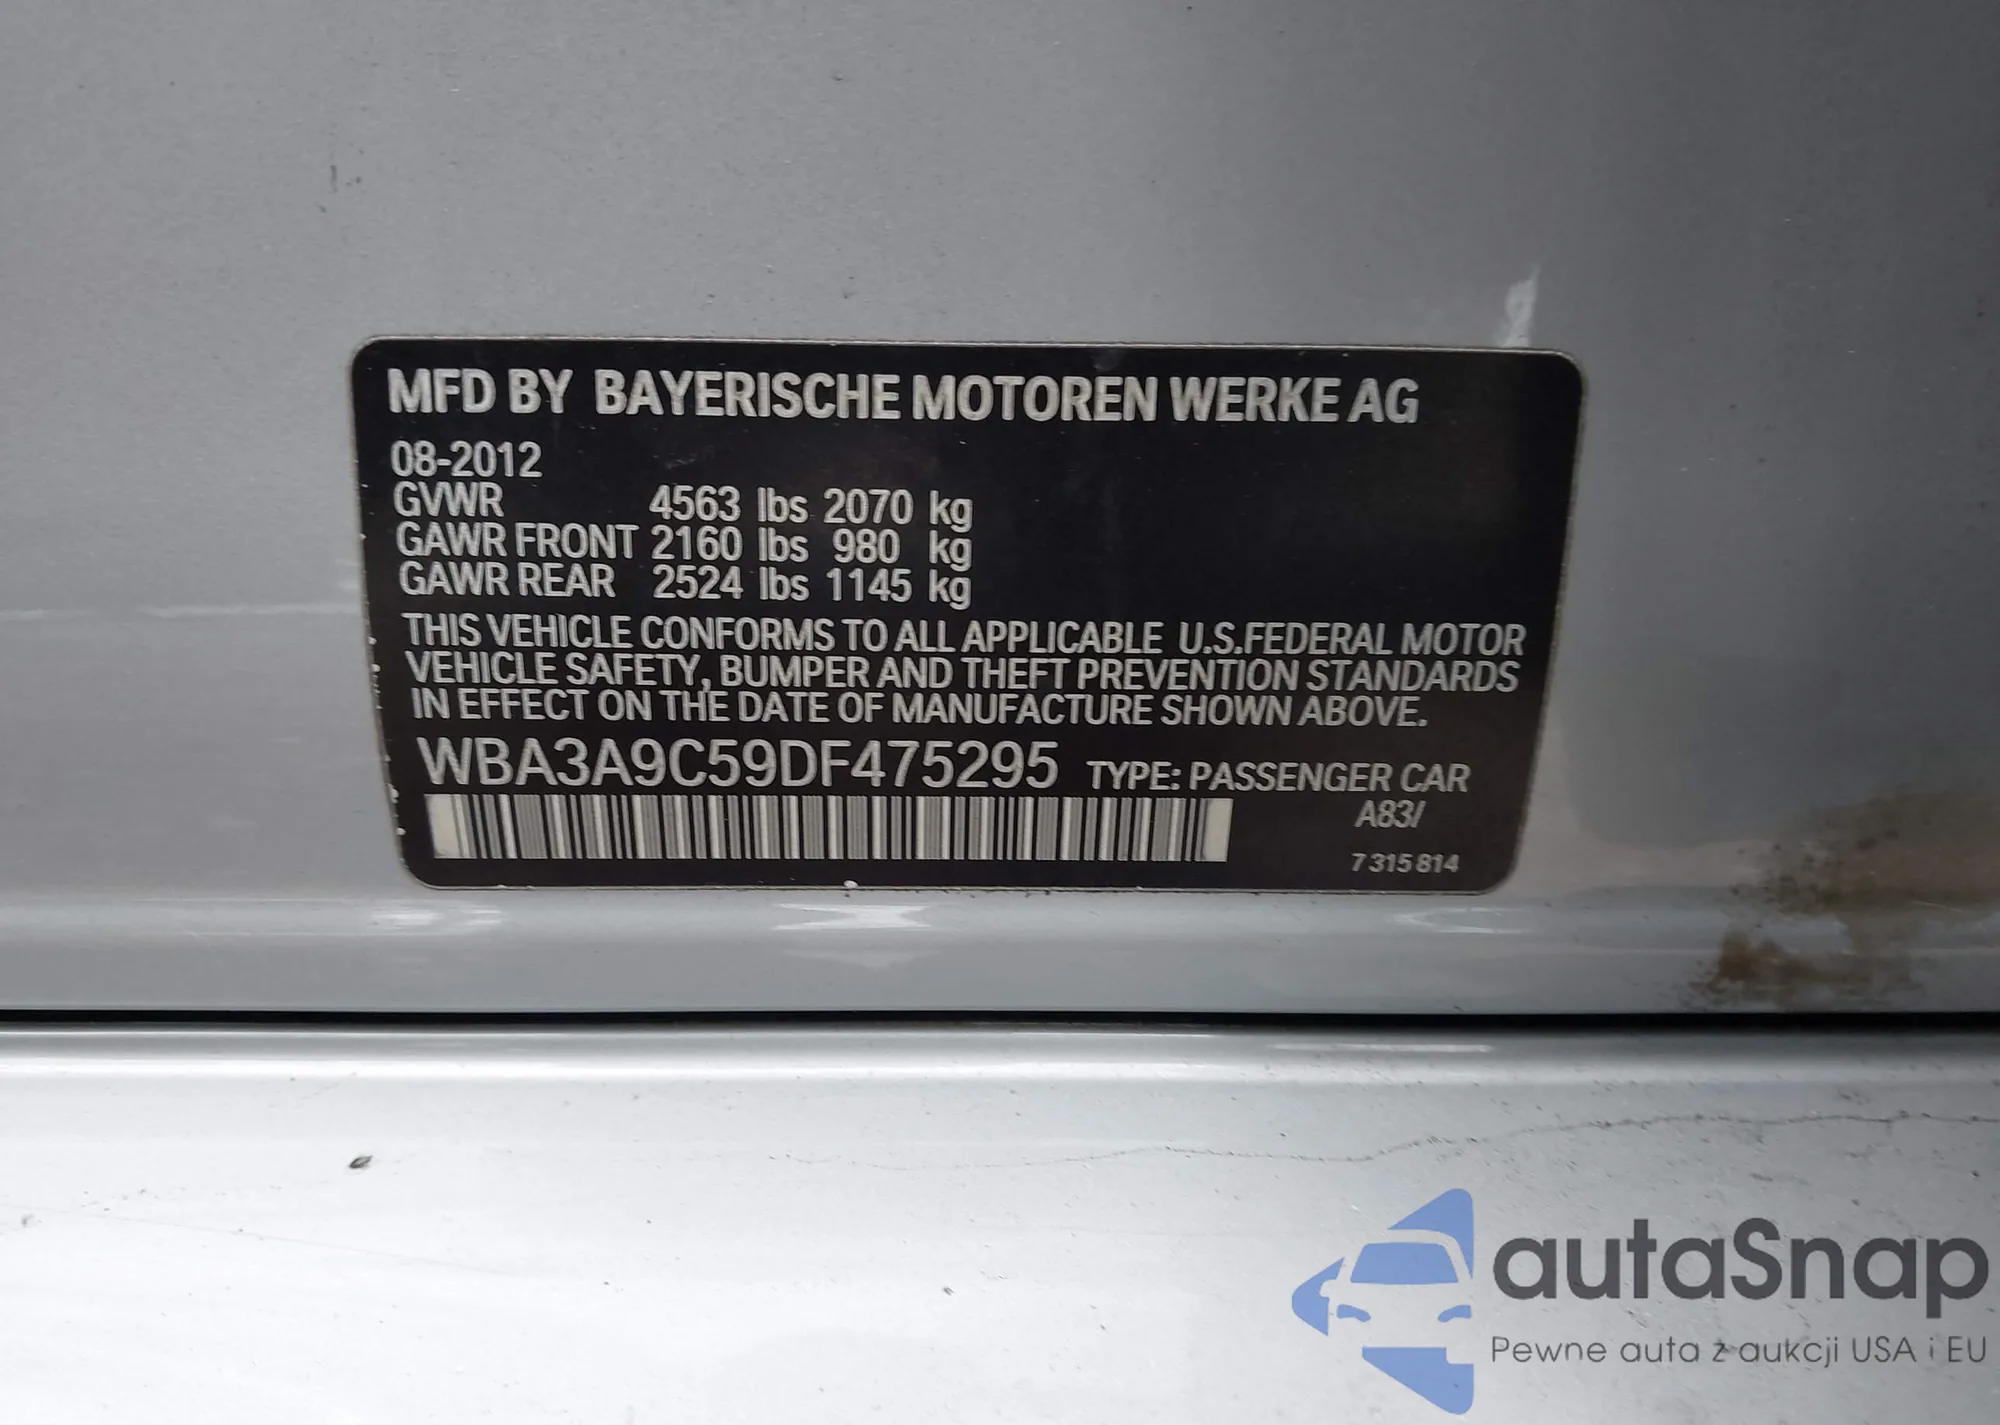 MFD BY BAYERISCHE MOTOREN WERKE AG
08-2012
GVWR 4563 lbs 2070 kg
GAWR FRONT 2160 lbs 980 kg
GAWR REAR 2524 lbs 1145 kg
THIS VEHICLE CONFORMS TO ALL APPLICABLE U.S.FEDERAL MOTOR
VEHICLE SAFETY, BUMPER AND THEFT PREVENTION STANDARDS
IN EFFECT ON THE DATE OF MANUFACTURE SHOWN ABOVE.
WBA3A9C59DF475295 TYPE: PASSENGER CAR
A83/
7 315 814
autaSnap
Pewne auta z aukcji USA i EU